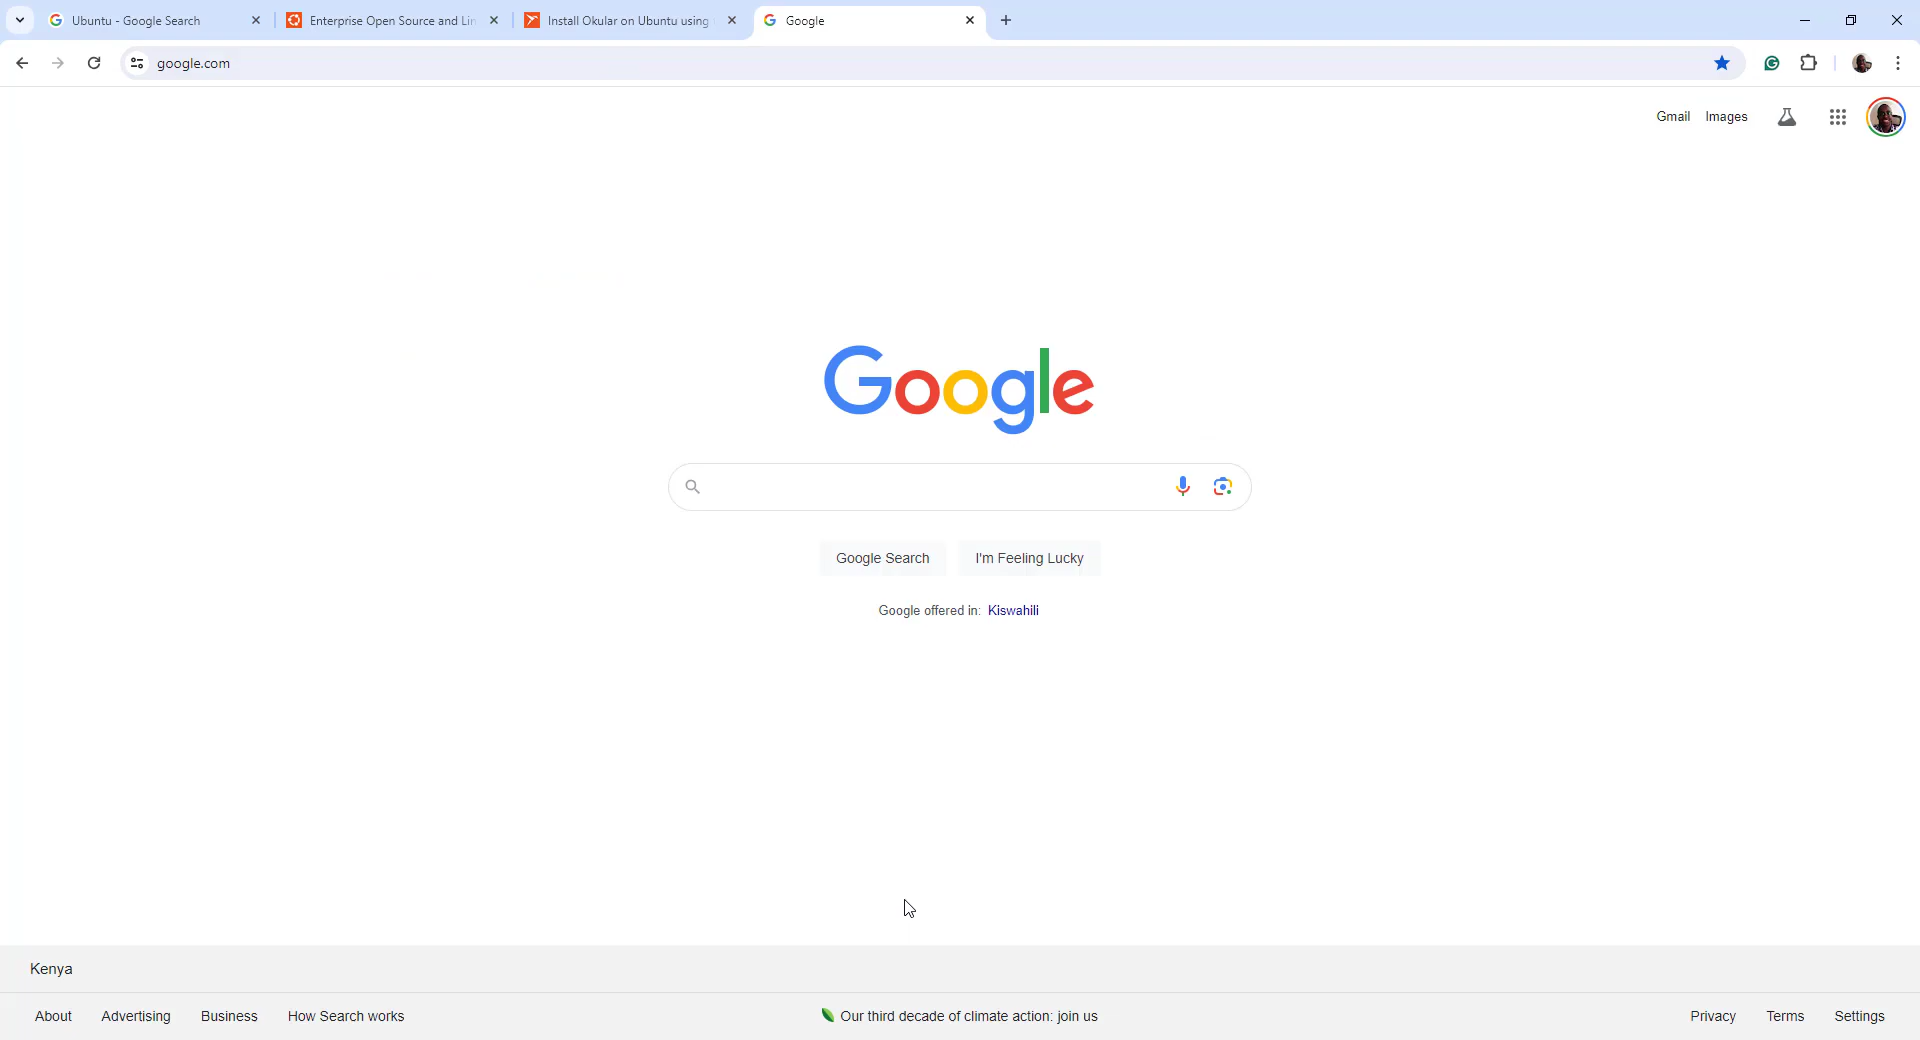 Ubuntu - Google Search
Enterprise Open Source and Lin
Install Okular on Ubuntu using
Google
google.com
Gmail
Images
Google
Google Search
I'm Feeling Lucky
Google offered in: Kiswahili
Kenya
About
Advertising
Business
How Search works
Our third decade of climate action: join us
Privacy
Terms
Settings